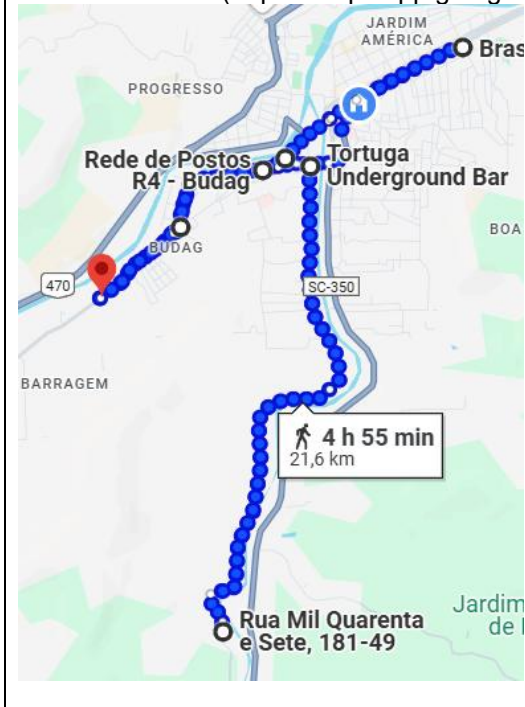 JARDIM
AMÉRICA
Bras
PROGRESSO
Rede de Postos
R4 - Budag
Tortuga
Underground Bar
BUDAG
BOA
470
SC-350
BARRAGEM
4 h 55 min
21,6 km
Rua Mil Quarenta
e Sete, 181-49
Jardim
de